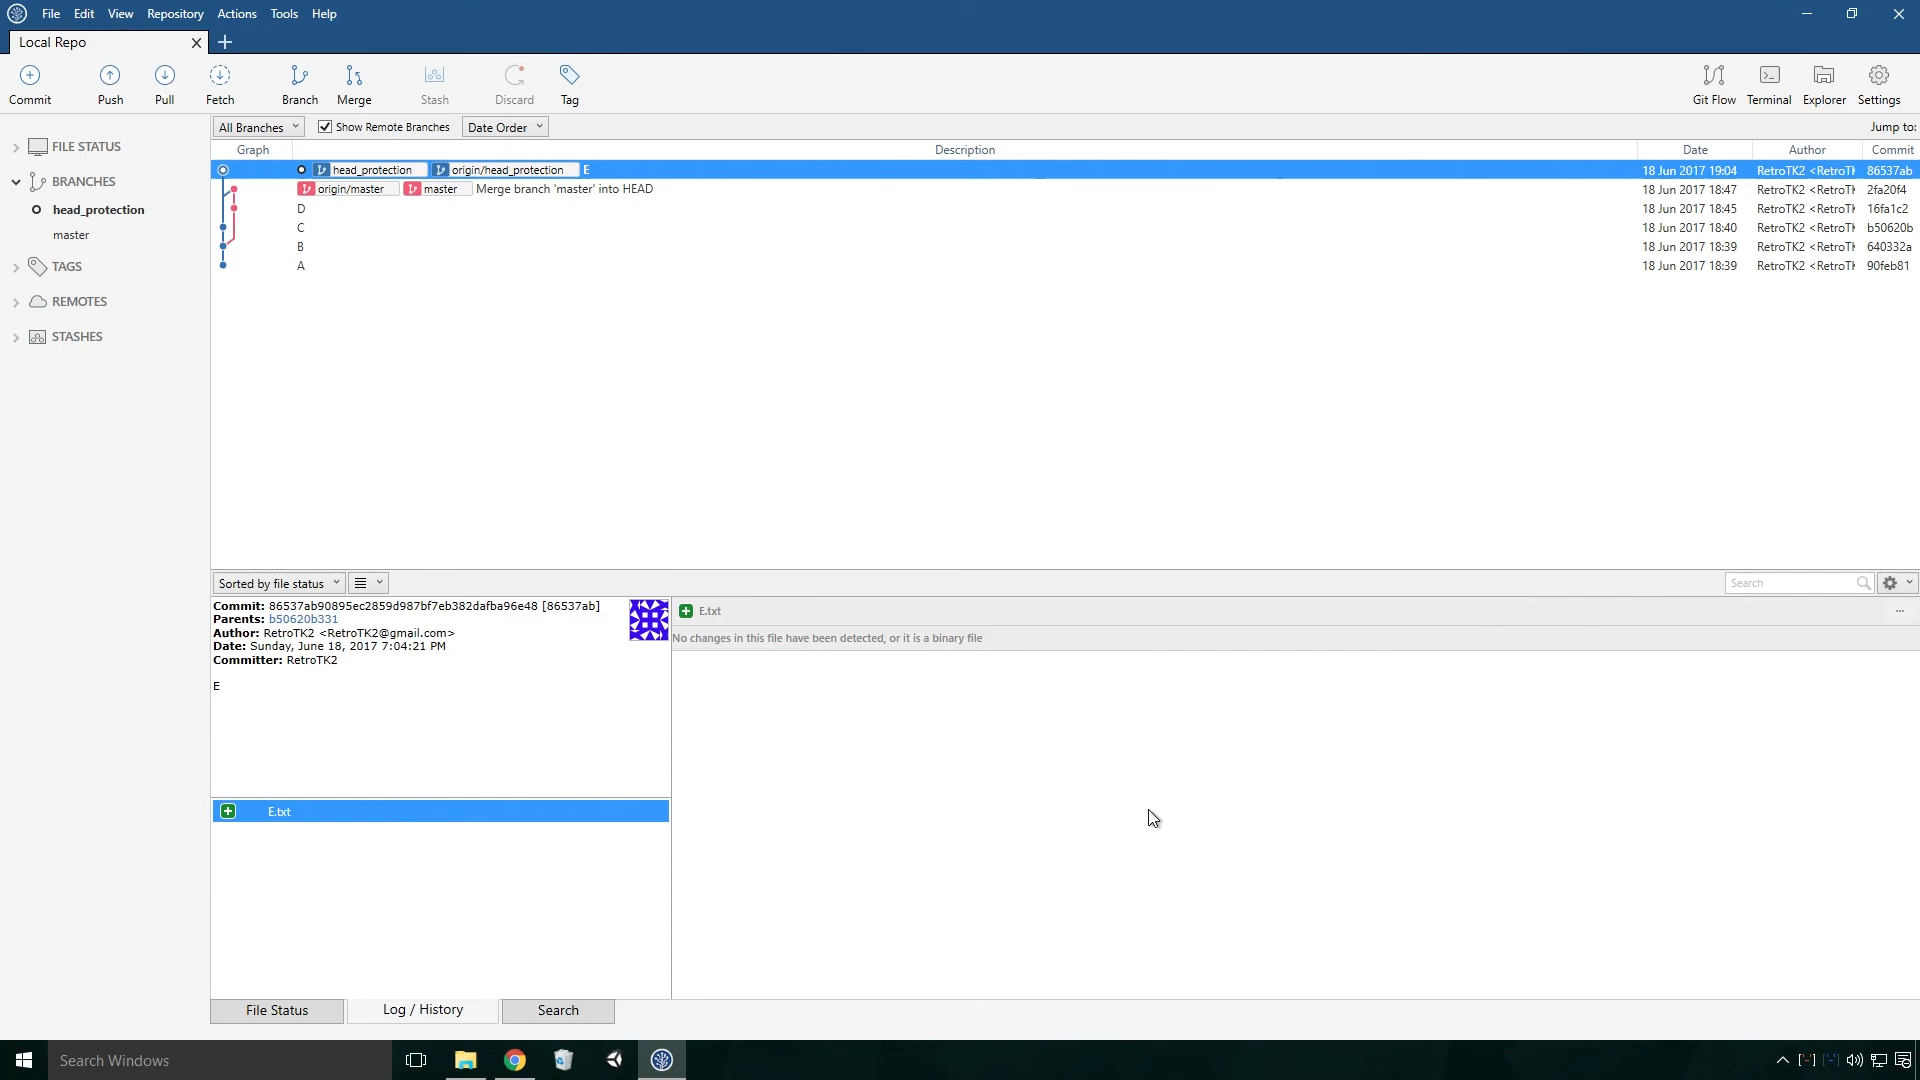 File Edit View Repository Actions Tools Help
Local Repo
Commit Push Pull Fetch Branch Merge Stash Discard Tag Git Flow Terminal Explorer Settings
All Branches Show Remote Branches Date Order Jump to:
FILE STATUS
BRANCHES
head_protection
master
TAGS
REMOTES
STASHES
Graph Description Date Author Commit
head_protection origin/head_protection E 18 Jun 2017 19:04 RetroTK2 <RetroTK 86537ab
origin/master master Merge branch 'master' into HEAD 18 Jun 2017 18:47 RetroTK2 <RetroTK 2fa20f4
D 18 Jun 2017 18:45 RetroTK2 <RetroTK 16fa1c2
C 18 Jun 2017 18:40 RetroTK2 <RetroTK b50620b
B 18 Jun 2017 18:39 RetroTK2 <RetroTK 640332a
A 18 Jun 2017 18:39 RetroTK2 <RetroTK 90feb81
Sorted by file status Search
Commit: 86537ab90895ec2859d987bf7eb382dafba96e48 [86537ab]
Parents: b50620b331
Author: RetroTK2 <RetroTK2@gmail.com>
Date: Sunday, June 18, 2017 7:04:21 PM
Committer: RetroTK2
E
E.txt
E.txt ...
No changes in this file have been detected, or it is a binary file
File Status Log / History Search
Search Windows